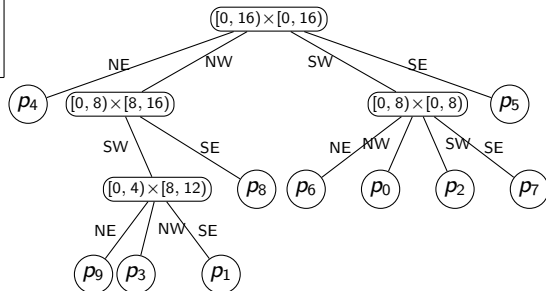 [0, 16)×[0, 16)
NE NW SW SE
p4 [0, 8)×[8, 16) [0, 8)×[0, 8) p5
SW SE NE NW SW SE
[0, 4)×[8, 12) p8 p6 p0 p2 p7
NE NW SE
p9 p3 p1